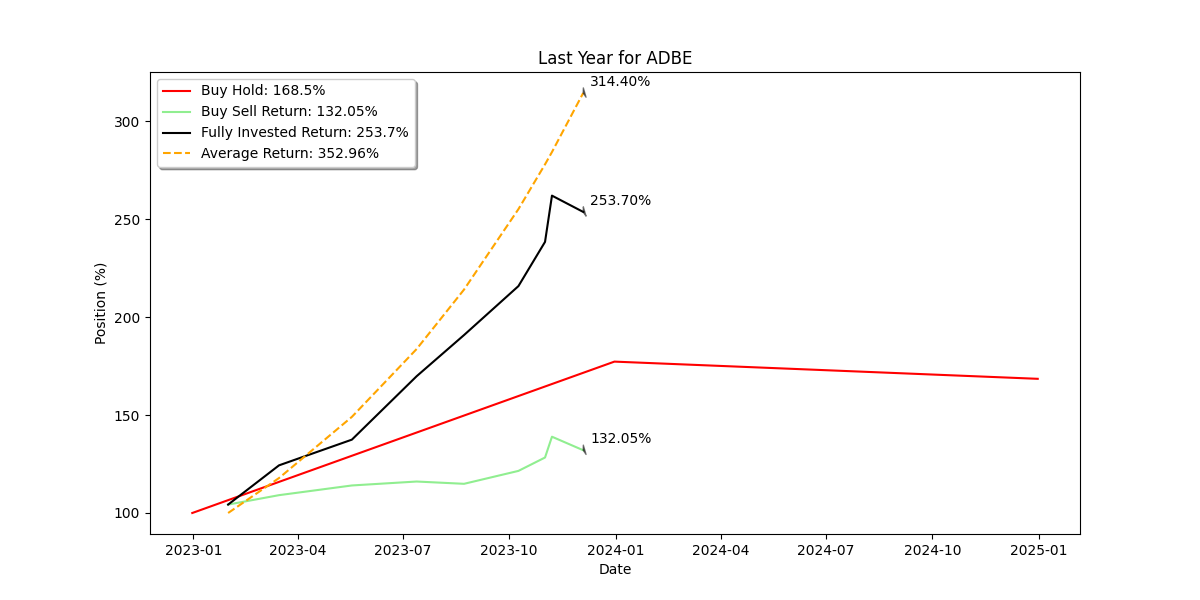 Last Year for ADBE
Buy Hold: 168.5%
Buy Sell Return: 132.05%
Fully Invested Return: 253.7%
Average Return: 352.96%
314.40%
253.70%
132.05%
Position (%)
300
250
200
150
100
2023-01 2023-04 2023-07 2023-10 2024-01 2024-04 2024-07 2024-10 2025-01
Date